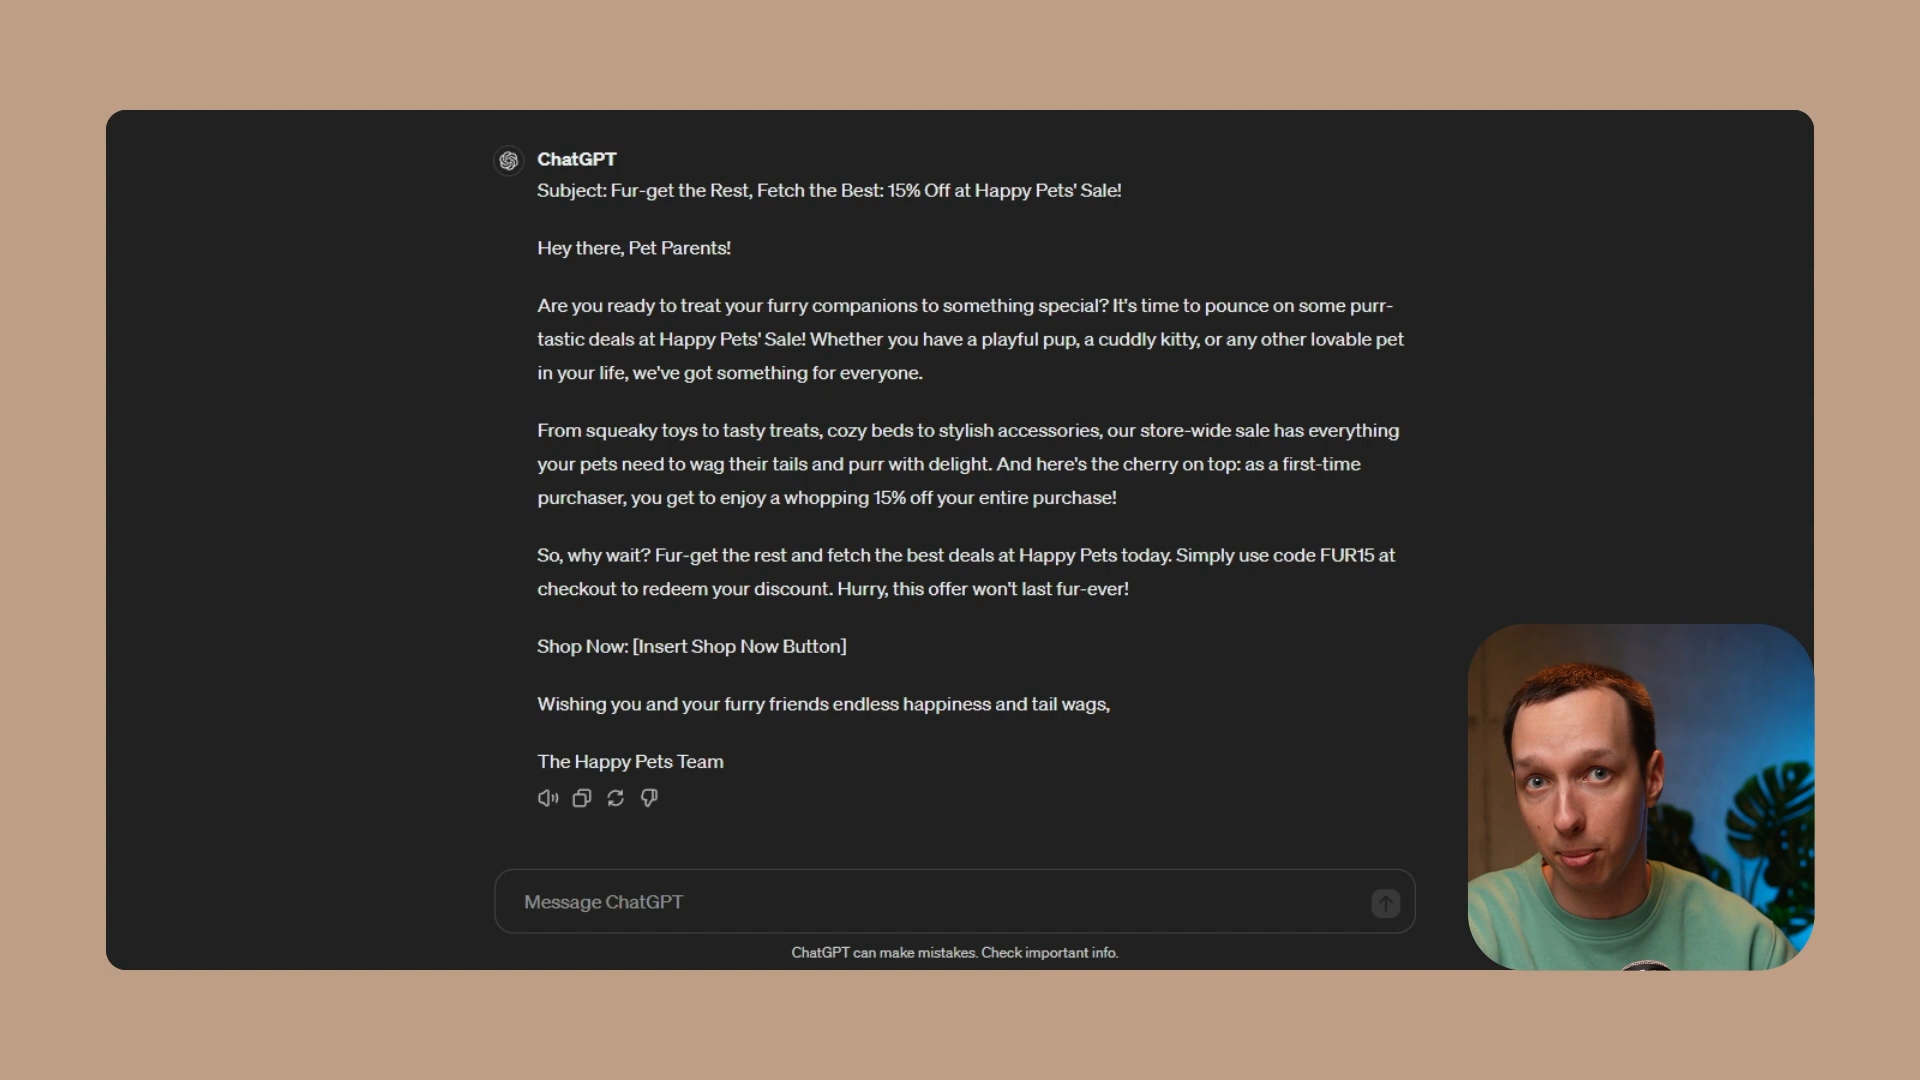 ChatGPT
Subject: Fur-get the Rest, Fetch the Best: 15% Off at Happy Pets' Sale!
Hey there, Pet Parents!
Are you ready to treat your furry companions to something special? It's time to pounce on some purr-
tastic deals at Happy Pets' Sale! Whether you have a playful pup, a cuddly kitty, or any other lovable pet
in your life, we've got something for everyone.
From squeaky toys to tasty treats, cozy beds to stylish accessories, our store-wide sale has everything
your pets need to wag their tails and purr with delight. And here's the cherry on top: as a first-time
purchaser, you get to enjoy a whopping 15% off your entire purchase!
So, why wait? Fur-get the rest and fetch the best deals at Happy Pets today. Simply use code FUR15 at
checkout to redeem your discount. Hurry, this offer won't last fur-ever!
Shop Now: [Insert Shop Now Button]
Wishing you and your furry friends endless happiness and tail wags,
The Happy Pets Team
Message ChatGPT
ChatGPT can make mistakes. Check important info.